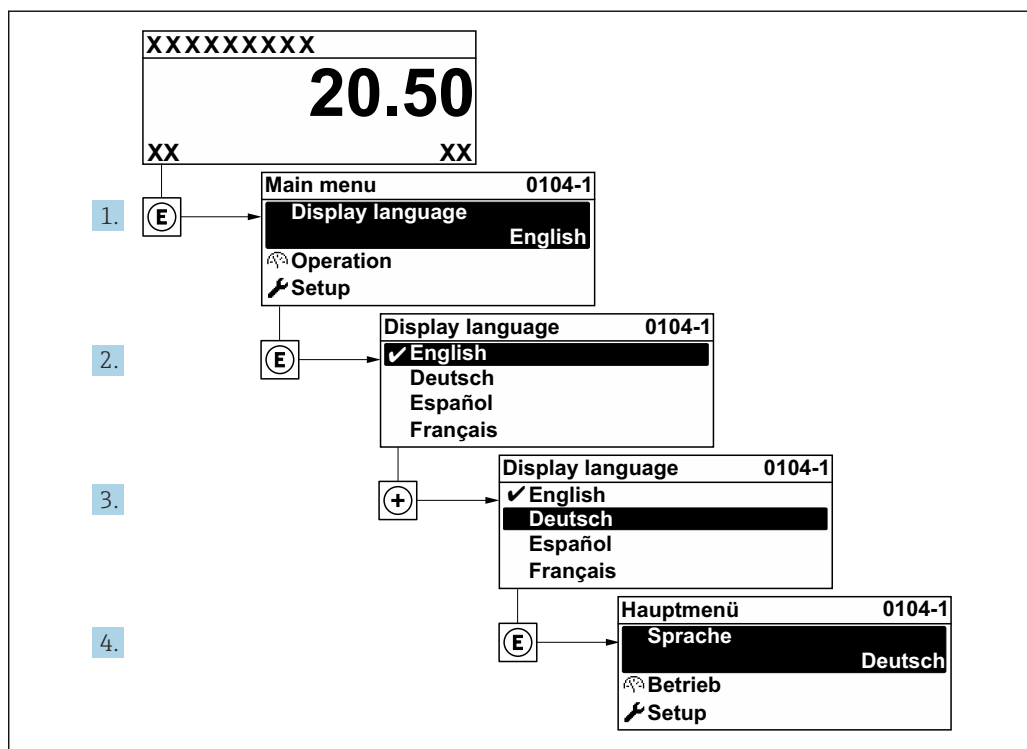 XXXXXXXXX
20.50
XX XX
1. E
Main menu 0104-1
Display language
English
Operation
Setup
2. E
Display language 0104-1
✔English
Deutsch
Español
Français
3. +
Display language 0104-1
✔English
Deutsch
Español
Français
4. E
Hauptmenü 0104-1
Sprache
Deutsch
Betrieb
Setup